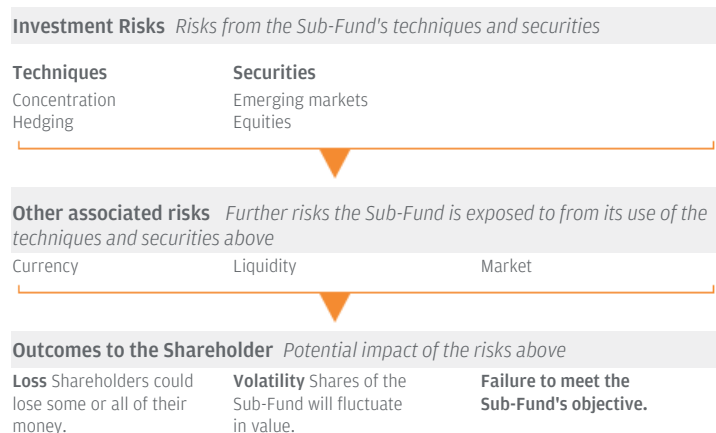 Investment Risks Risks from the Sub-Fund's techniques and securities
Techniques Securities
Concentration Emerging markets
Hedging Equities
Other associated risks Further risks the Sub-Fund is exposed to from its use of the
techniques and securities above
Currency Liquidity Market
Outcomes to the Shareholder Potential impact of the risks above
Loss Shareholders could
lose some or all of their
money.
Volatility Shares of the
Sub-Fund will fluctuate
in value.
Failure to meet the
Sub-Fund's objective.